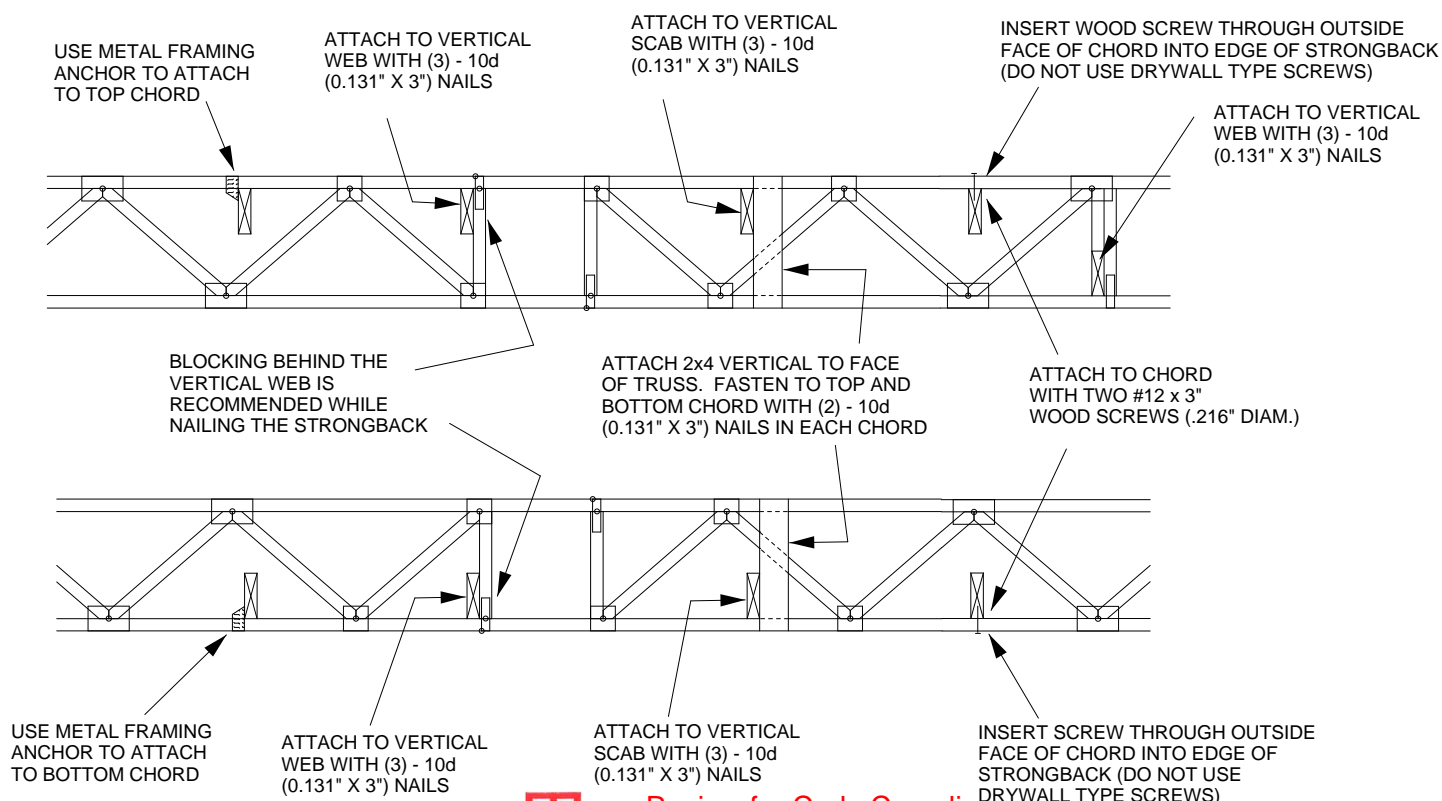 USE METAL FRAMING
ANCHOR TO ATTACH
TO TOP CHORD
ATTACH TO VERTICAL
WEB WITH (3) - 10d
(0.131" X 3") NAILS
ATTACH TO VERTICAL
SCAB WITH (3) - 10d
(0.131" X 3") NAILS
INSERT WOOD SCREW THROUGH OUTSIDE
FACE OF CHORD INTO EDGE OF STRONGBACK
(DO NOT USE DRYWALL TYPE SCREWS)
ATTACH TO VERTICAL
WEB WITH (3) - 10d
(0.131" X 3") NAILS
BLOCKING BEHIND THE
VERTICAL WEB IS
RECOMMENDED WHILE
NAILING THE STRONGBACK
ATTACH 2x4 VERTICAL TO FACE
OF TRUSS. FASTEN TO TOP AND
BOTTOM CHORD WITH (2) - 10d
(0.131" X 3") NAILS IN EACH CHORD
ATTACH TO CHORD
WITH TWO #12 x 3"
WOOD SCREWS (.216" DIAM.)
USE METAL FRAMING
ANCHOR TO ATTACH
TO BOTTOM CHORD
ATTACH TO VERTICAL
WEB WITH (3) - 10d
(0.131" X 3") NAILS
ATTACH TO VERTICAL
SCAB WITH (3) - 10d
(0.131" X 3") NAILS
INSERT SCREW THROUGH OUTSIDE
FACE OF CHORD INTO EDGE OF
STRONGBACK (DO NOT USE
DRYWALL TYPE SCREWS)